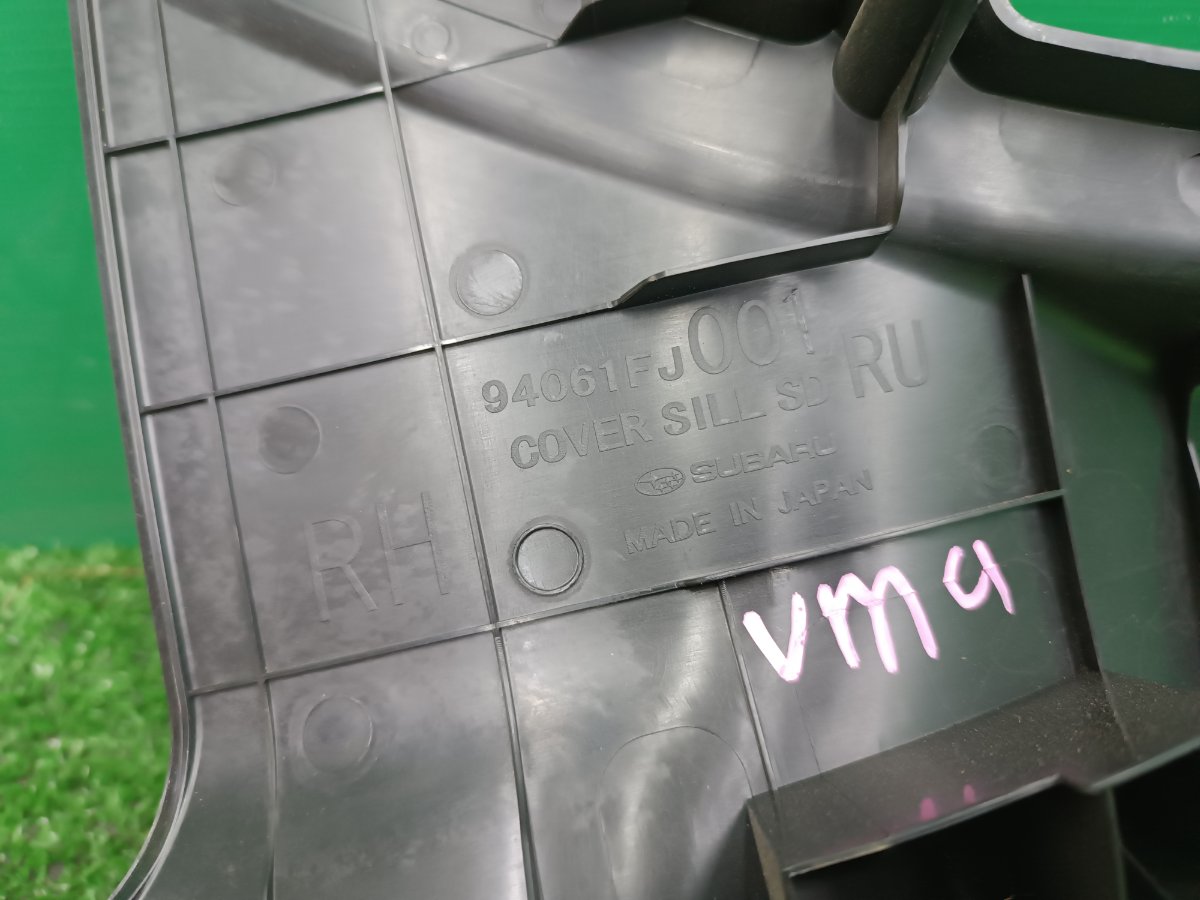 94061FJ001
COVER SILL SD RU
SUBARU
MADE IN JAPAN
RH
VM4